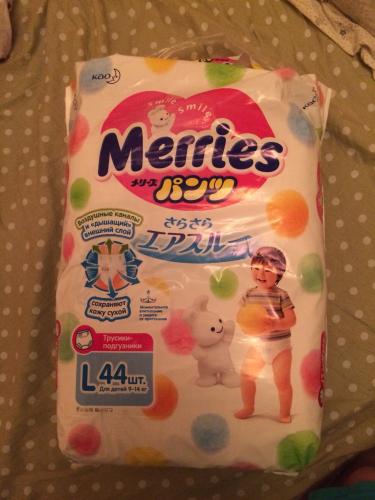 Kao
smile smile
Merries
メリーズ パンツ
さらさら
エアスルー
Воздушные каналы
и «дышащий»
внешний слой
сохраняют
кожу сухой
Трусики-
подгузники
L 44 шт.
Для детей 9-14 кг